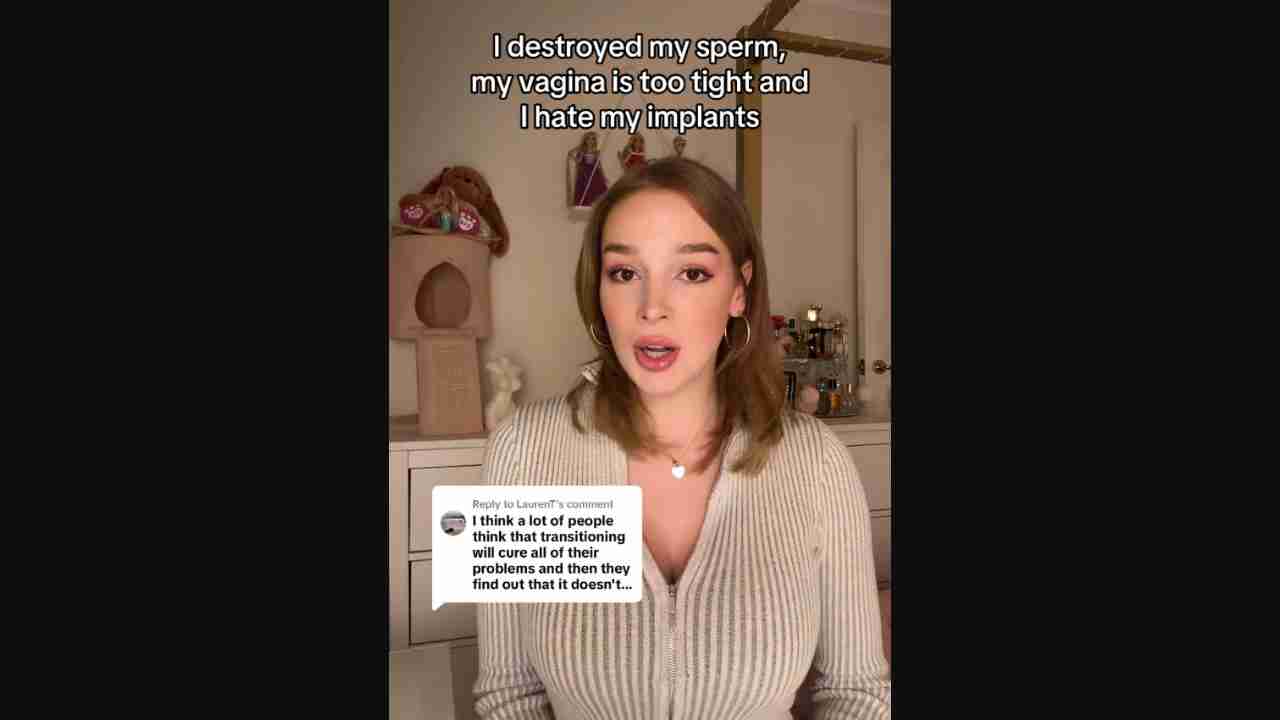 I destroyed my sperm,
my vagina is too tight and
I hate my implants
Reply to LaurenT's comment
I think a lot of people
think that transitioning
will cure all of their
problems and then they
find out that it doesn't...